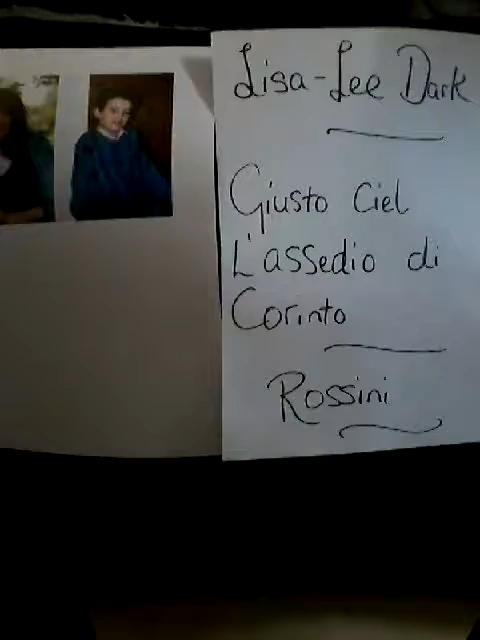 Lisa-Lee Dark
Giusto Ciel
L'assedio di
Corinto
Rossini